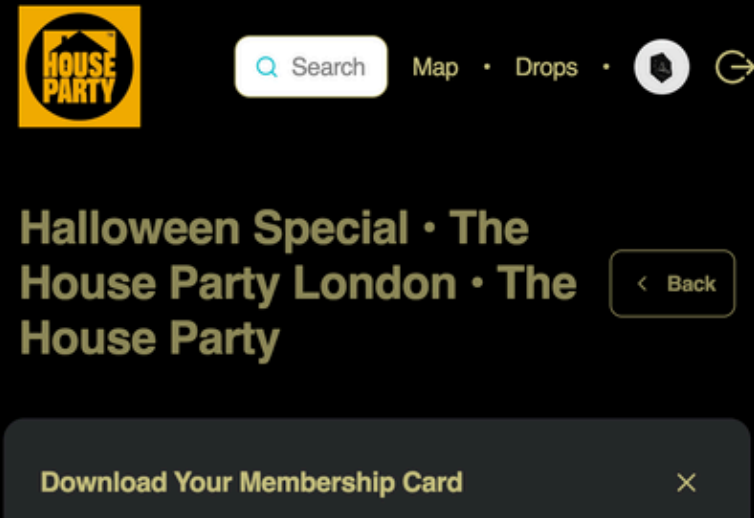 HOUSE
PARTY
Search
Map • Drops •
Halloween Special • The
House Party London • The
House Party
Back
Download Your Membership Card